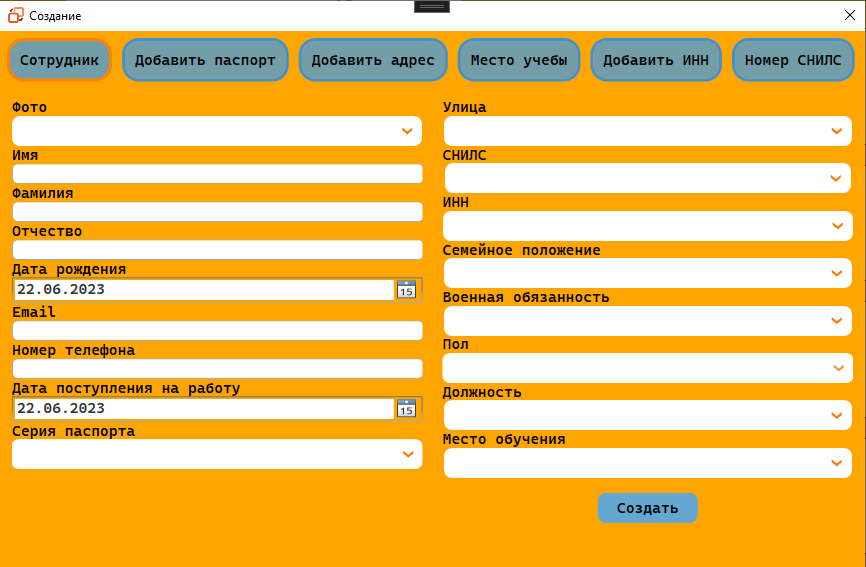 Создание
Сотрудник Добавить паспорт Добавить адрес Место учебы Добавить ИНН Номер СНИЛС
Фото
Имя
Фамилия
Отчество
Дата рождения
22.06.2023 15
Email
Номер телефона
Дата поступления на работу
22.06.2023 15
Серия паспорта
Улица
СНИЛС
ИНН
Семейное положение
Военная обязанность
Пол
Должность
Место обучения
Создать